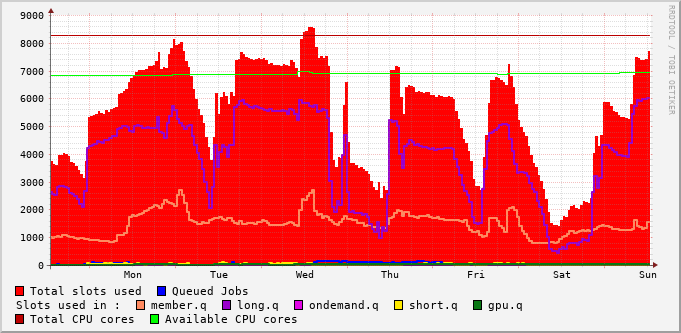 9000
8000
7000
6000
5000
4000
3000
2000
1000
0
Mon Tue Wed Thu Fri Sat Sun
RRDTOOL / TOBI OETIKER
Total slots used Queued Jobs
Slots used in : member.q long.q ondemand.q short.q gpu.q
Total CPU cores Available CPU cores